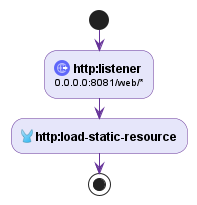 http:listener
0.0.0.0:8081/web/*
http:load-static-resource